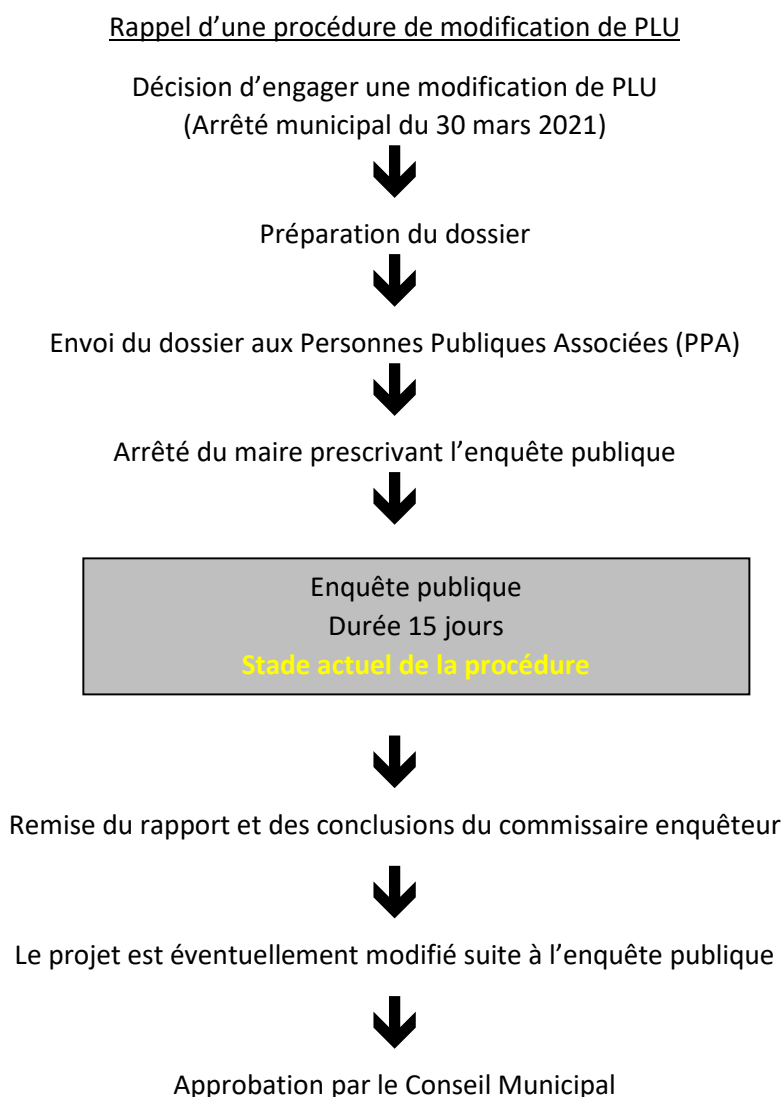 Rappel d’une procédure de modification de PLU
Décision d’engager une modification de PLU
(Arrêté municipal du 30 mars 2021)
Préparation du dossier
Envoi du dossier aux Personnes Publiques Associées (PPA)
Arrêté du maire prescrivant l’enquête publique
Enquête publique
Durée 15 jours
Stade actuel de la procédure
Remise du rapport et des conclusions du commissaire enquêteur
Le projet est éventuellement modifié suite à l’enquête publique
Approbation par le Conseil Municipal